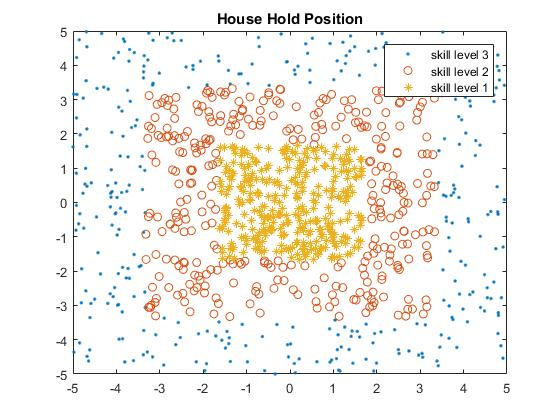 House Hold Position
skill level 3
skill level 2
skill level 1
5
4
3
2
1
0
-1
-2
-3
-4
-5
-5 -4 -3 -2 -1 0 1 2 3 4 5